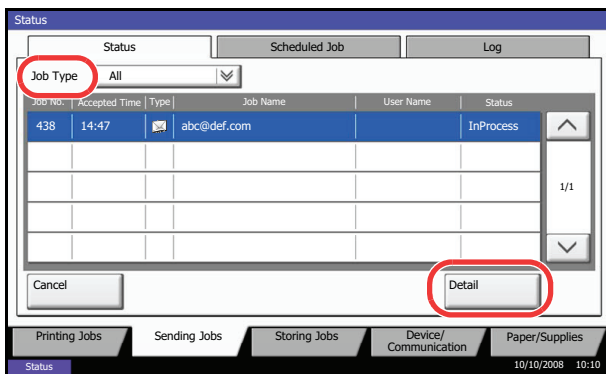 Status
Status Scheduled Job Log
Job Type All
Job No. Accepted Time Type Job Name User Name Status
438 14:47 abc@def.com InProcess
1/1
Cancel Detail
Printing Jobs Sending Jobs Storing Jobs Device/
Communication Paper/Supplies
Status 10/10/2008 10:10